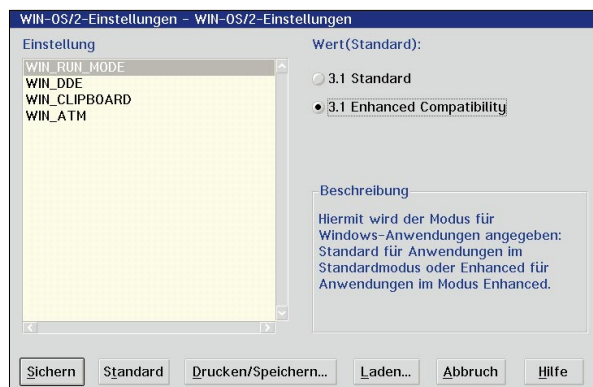 WIN-OS/2-Einstellungen - WIN-OS/2-Einstellungen
Einstellung
WIN_RUN_MODE
WIN_DDE
WIN_CLIPBOARD
WIN_ATM
Wert(Standard):
3.1 Standard
3.1 Enhanced Compatibility
Beschreibung
Hiermit wird der Modus für
Windows-Anwendungen angegeben:
Standard für Anwendungen im
Standardmodus oder Enhanced für
Anwendungen im Modus Enhanced.
Sichern Standard Drucken/Speichern... Laden... Abbruch Hilfe